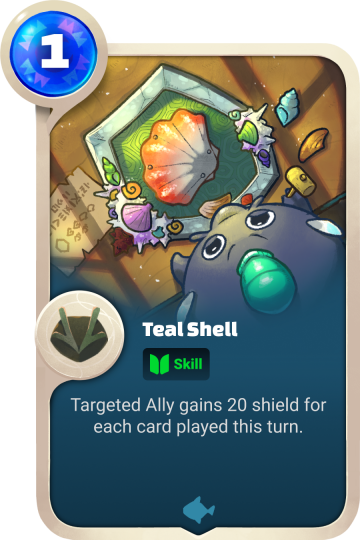 1
Teal Shell
Skill
Targeted Ally gains 20 shield for
each card played this turn.